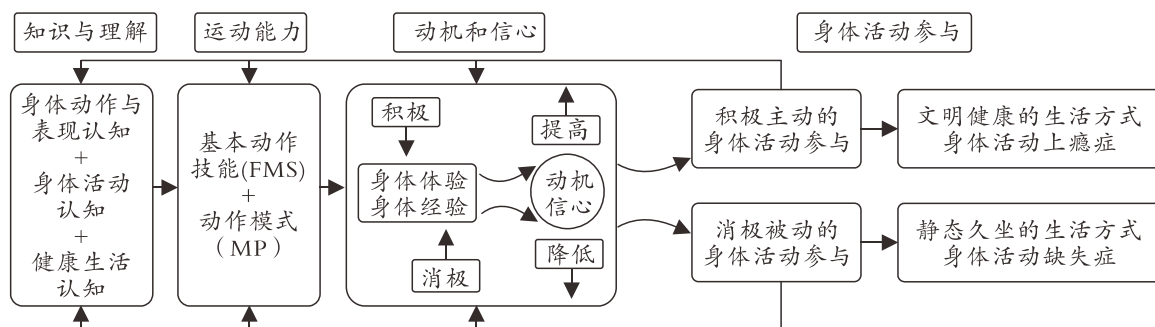 知识与理解
运动能力
动机和信心
身体活动参与
身体动作与
表现认知
+
身体活动
认知
+
健康生活
认知
基本动作
技能(FMS)
+
动作模式
（MP）
积极
提高
身体体验
身体经验
动机
信心
消极
降低
积极主动的
身体活动参与
文明健康的生活方式
身体活动上瘾症
消极被动的
身体活动参与
静态久坐的生活方式
身体活动缺失症